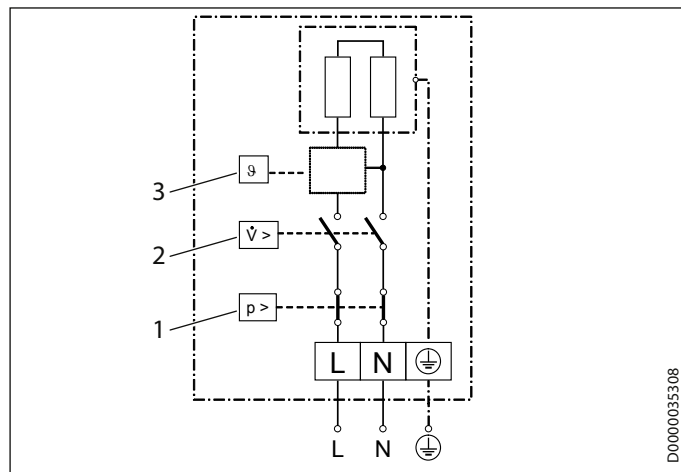 3
ϑ
2
V̇ >
1
p >
L N ⏚
L N ⏚
D0000035308